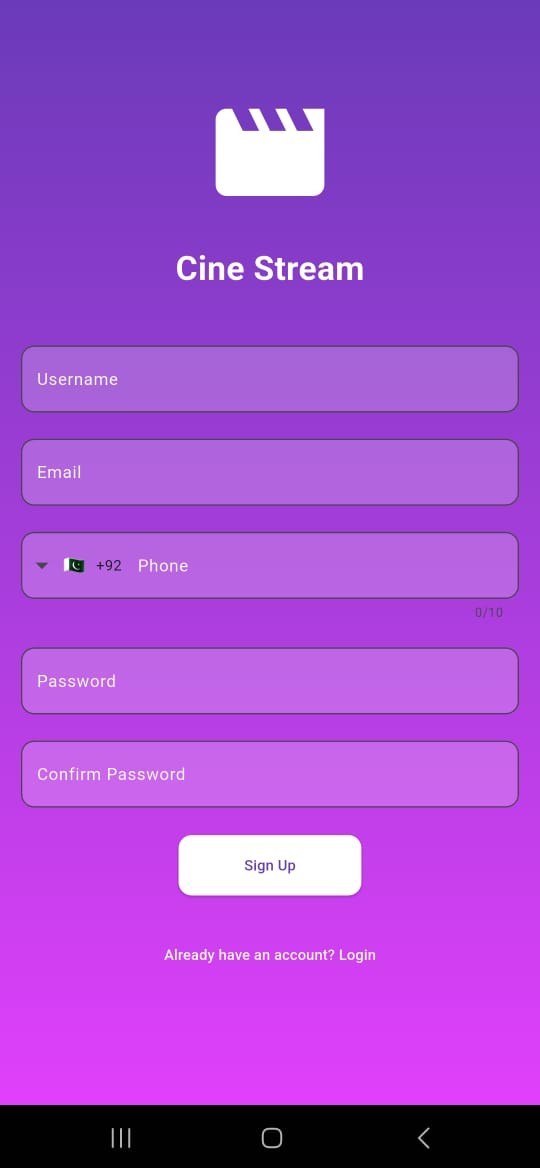 Cine Stream
Username
Email
+92 Phone
0/10
Password
Confirm Password
Sign Up
Already have an account? Login